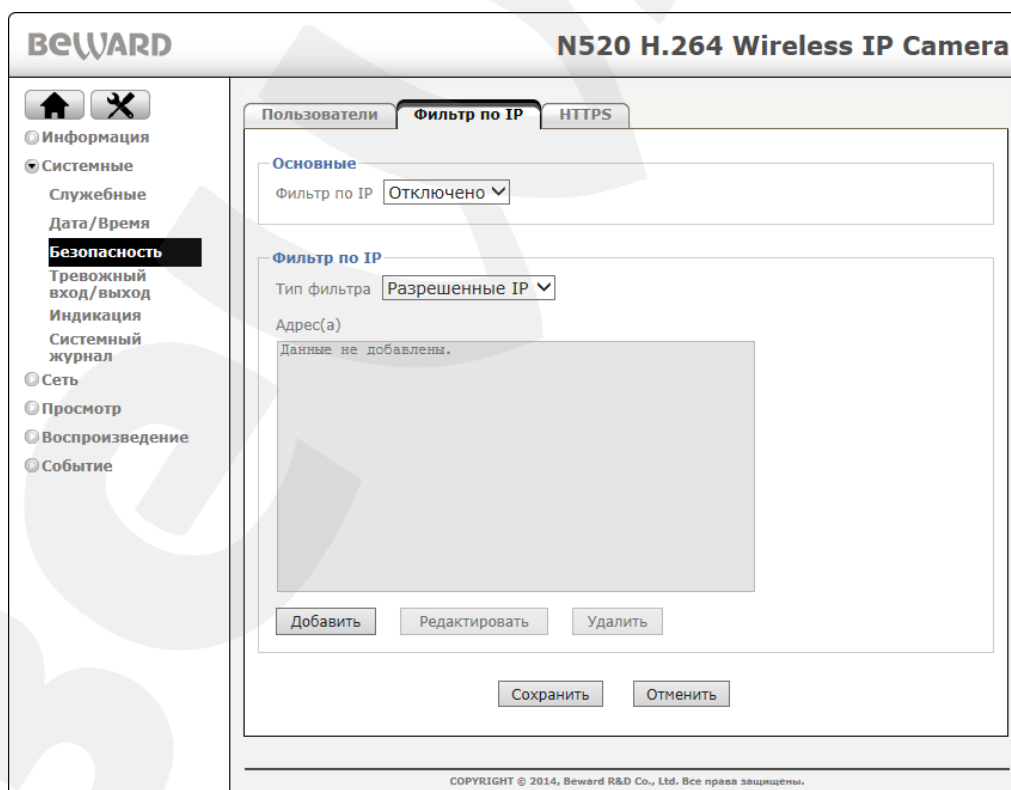 BEWARD
N520 H.264 Wireless IP Camera
Информация
Системные
Служебные
Дата/Время
Безопасность
Тревожный
вход/выход
Индикация
Системный
журнал
Сеть
Просмотр
Воспроизведение
Событие
Пользователи Фильтр по IP HTTPS
Основные
Фильтр по IP Отключено
Фильтр по IP
Тип фильтра Разрешенные IP
Адрес(а)
Данные не добавлены.
Добавить Редактировать Удалить
Сохранить Отменить
COPYRIGHT © 2014, Beward R&D Co., Ltd. Все права защищены.